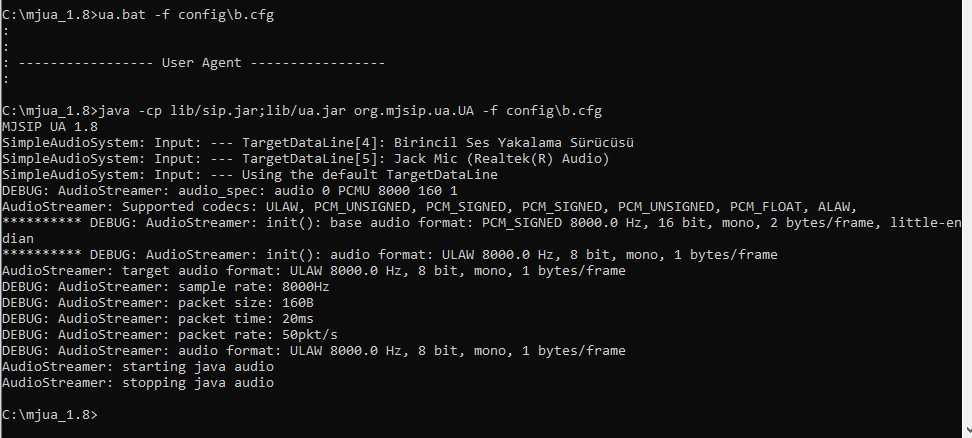 C:\mjua_1.8>ua.bat -f config\b.cfg
:
:
: ----------------- User Agent -----------------
:
C:\mjua_1.8>java -cp lib/sip.jar;lib/ua.jar org.mjsip.ua.UA -f config\b.cfg
MJSIP UA 1.8
SimpleAudioSystem: Input: --- TargetDataLine[4]: Birincil Ses Yakalama Sürücüsü
SimpleAudioSystem: Input: --- TargetDataLine[5]: Jack Mic (Realtek(R) Audio)
SimpleAudioSystem: Input: --- Using the default TargetDataLine
DEBUG: AudioStreamer: audio_spec: audio 0 PCMU 8000 160 1
AudioStreamer: Supported codecs: ULAW, PCM_UNSIGNED, PCM_SIGNED, PCM_SIGNED, PCM_UNSIGNED, PCM_FLOAT, ALAW,
********** DEBUG: AudioStreamer: init(): base audio format: PCM_SIGNED 8000.0 Hz, 16 bit, mono, 2 bytes/frame, little-en
dian
********** DEBUG: AudioStreamer: init(): audio format: ULAW 8000.0 Hz, 8 bit, mono, 1 bytes/frame
AudioStreamer: target audio format: ULAW 8000.0 Hz, 8 bit, mono, 1 bytes/frame
DEBUG: AudioStreamer: sample rate: 8000Hz
DEBUG: AudioStreamer: packet size: 160B
DEBUG: AudioStreamer: packet time: 20ms
DEBUG: AudioStreamer: packet rate: 50pkt/s
DEBUG: AudioStreamer: audio format: ULAW 8000.0 Hz, 8 bit, mono, 1 bytes/frame
AudioStreamer: starting java audio
AudioStreamer: stopping java audio
C:\mjua_1.8>